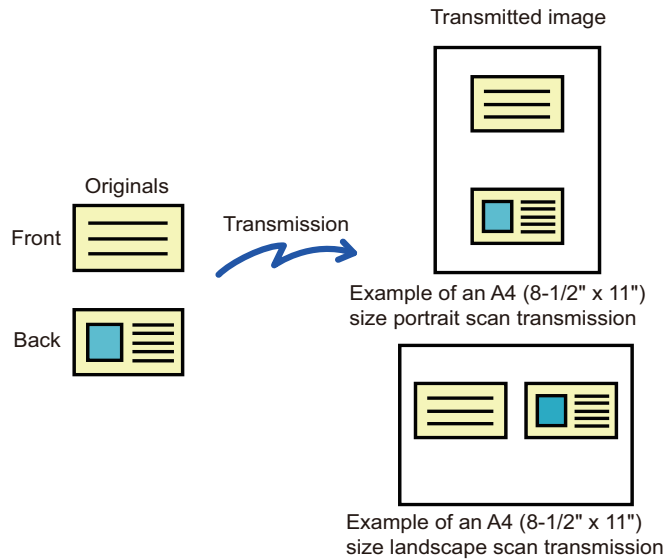 Transmitted image
Originals
Front
Transmission
Back
Example of an A4 (8-1/2" x 11")
size portrait scan transmission
Example of an A4 (8-1/2" x 11")
size landscape scan transmission